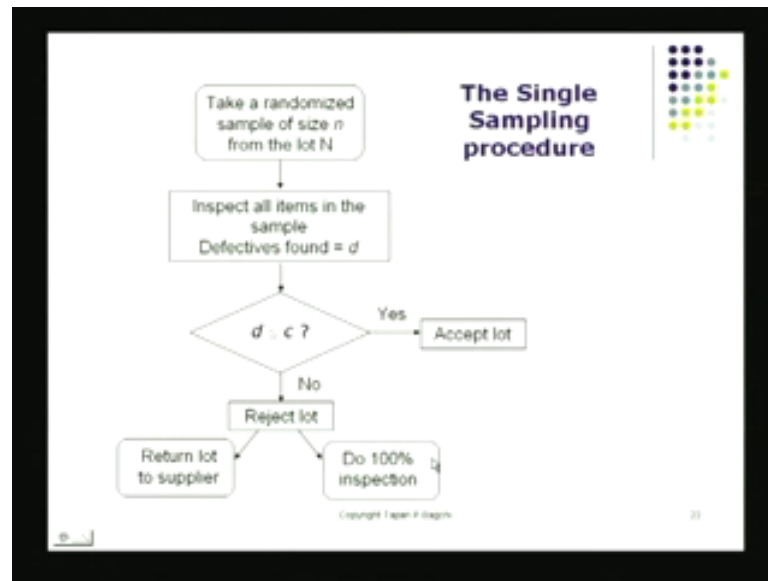 The Single
Sampling
procedure
Take a randomized
sample of size n
from the lot N
Inspect all items in the
sample
Defectives found = d
d c ?
Yes
Accept lot
No
Reject lot
Return lot
to supplier
Do 100%
inspection
Copyright Tapan P Bagchi